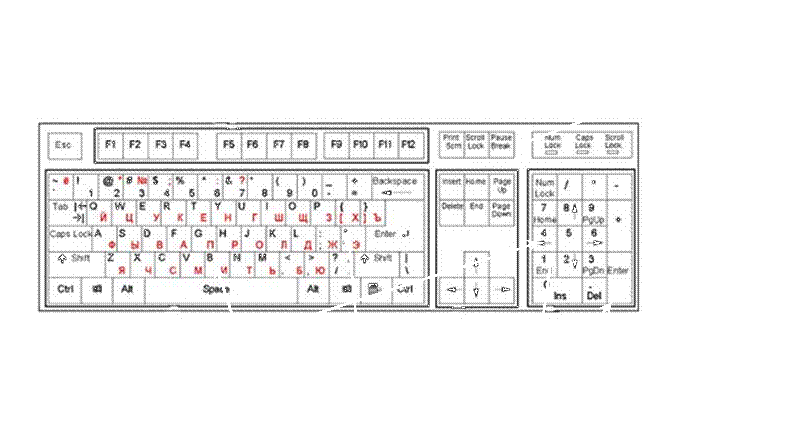 Esc F1 F2 F3 F4 F5 F6 F7 F8 F9 F10 F11 F12 Print Scrn Scroll Lock Pause Break Num Lock Caps Lock Scroll Lock
~ ё ! 1 @ " 2 # № 3 $ ; 4 % : 5 6 & ? 7 * 8 ( 9 ) 0 _ - Backspace Insert Home Page Up Num Lock / -
Tab Q Й W Ц E У R К T Е Y Н U Г I Ш O Щ P З { [ Х } ] Ъ Delete End Page Down 7 Home 8 9 PgUp
Caps Lock A Ф S Ы D В F А G П H Р J О K Л L Д : ; Ж " Э Enter 4 5 6
Shift Z Я X Ч C С V М B И N Т M Ь < , Б > . Ю ? / Shift | \ 1 2 3 PgDn Enter
Ctrl Alt Space Alt Ins Del